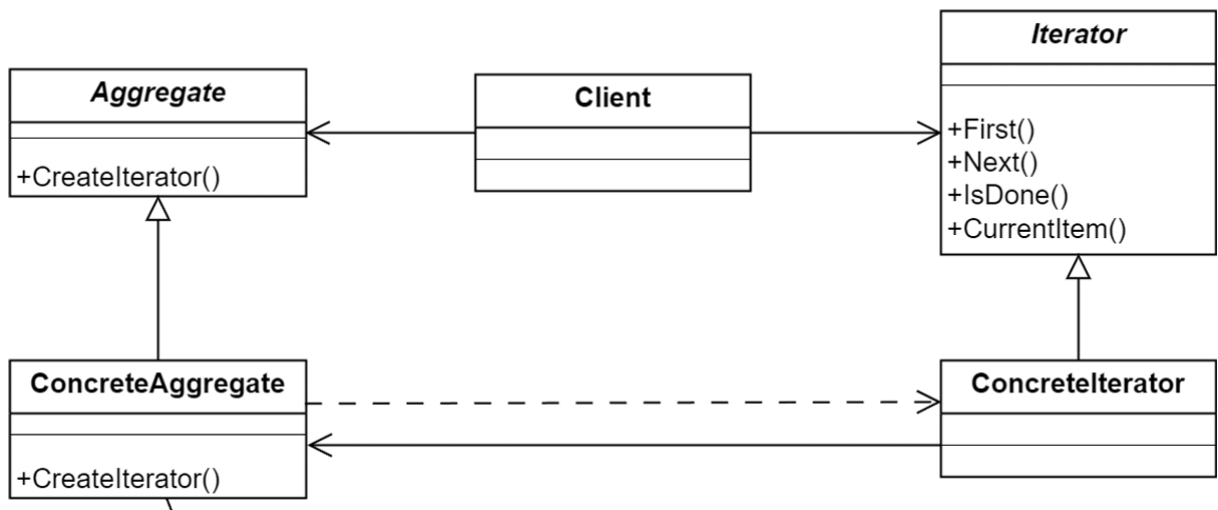 Aggregate
+CreateIterator()
Client
Iterator
+First()
+Next()
+IsDone()
+CurrentItem()
ConcreteAggregate
+CreateIterator()
ConcreteIterator